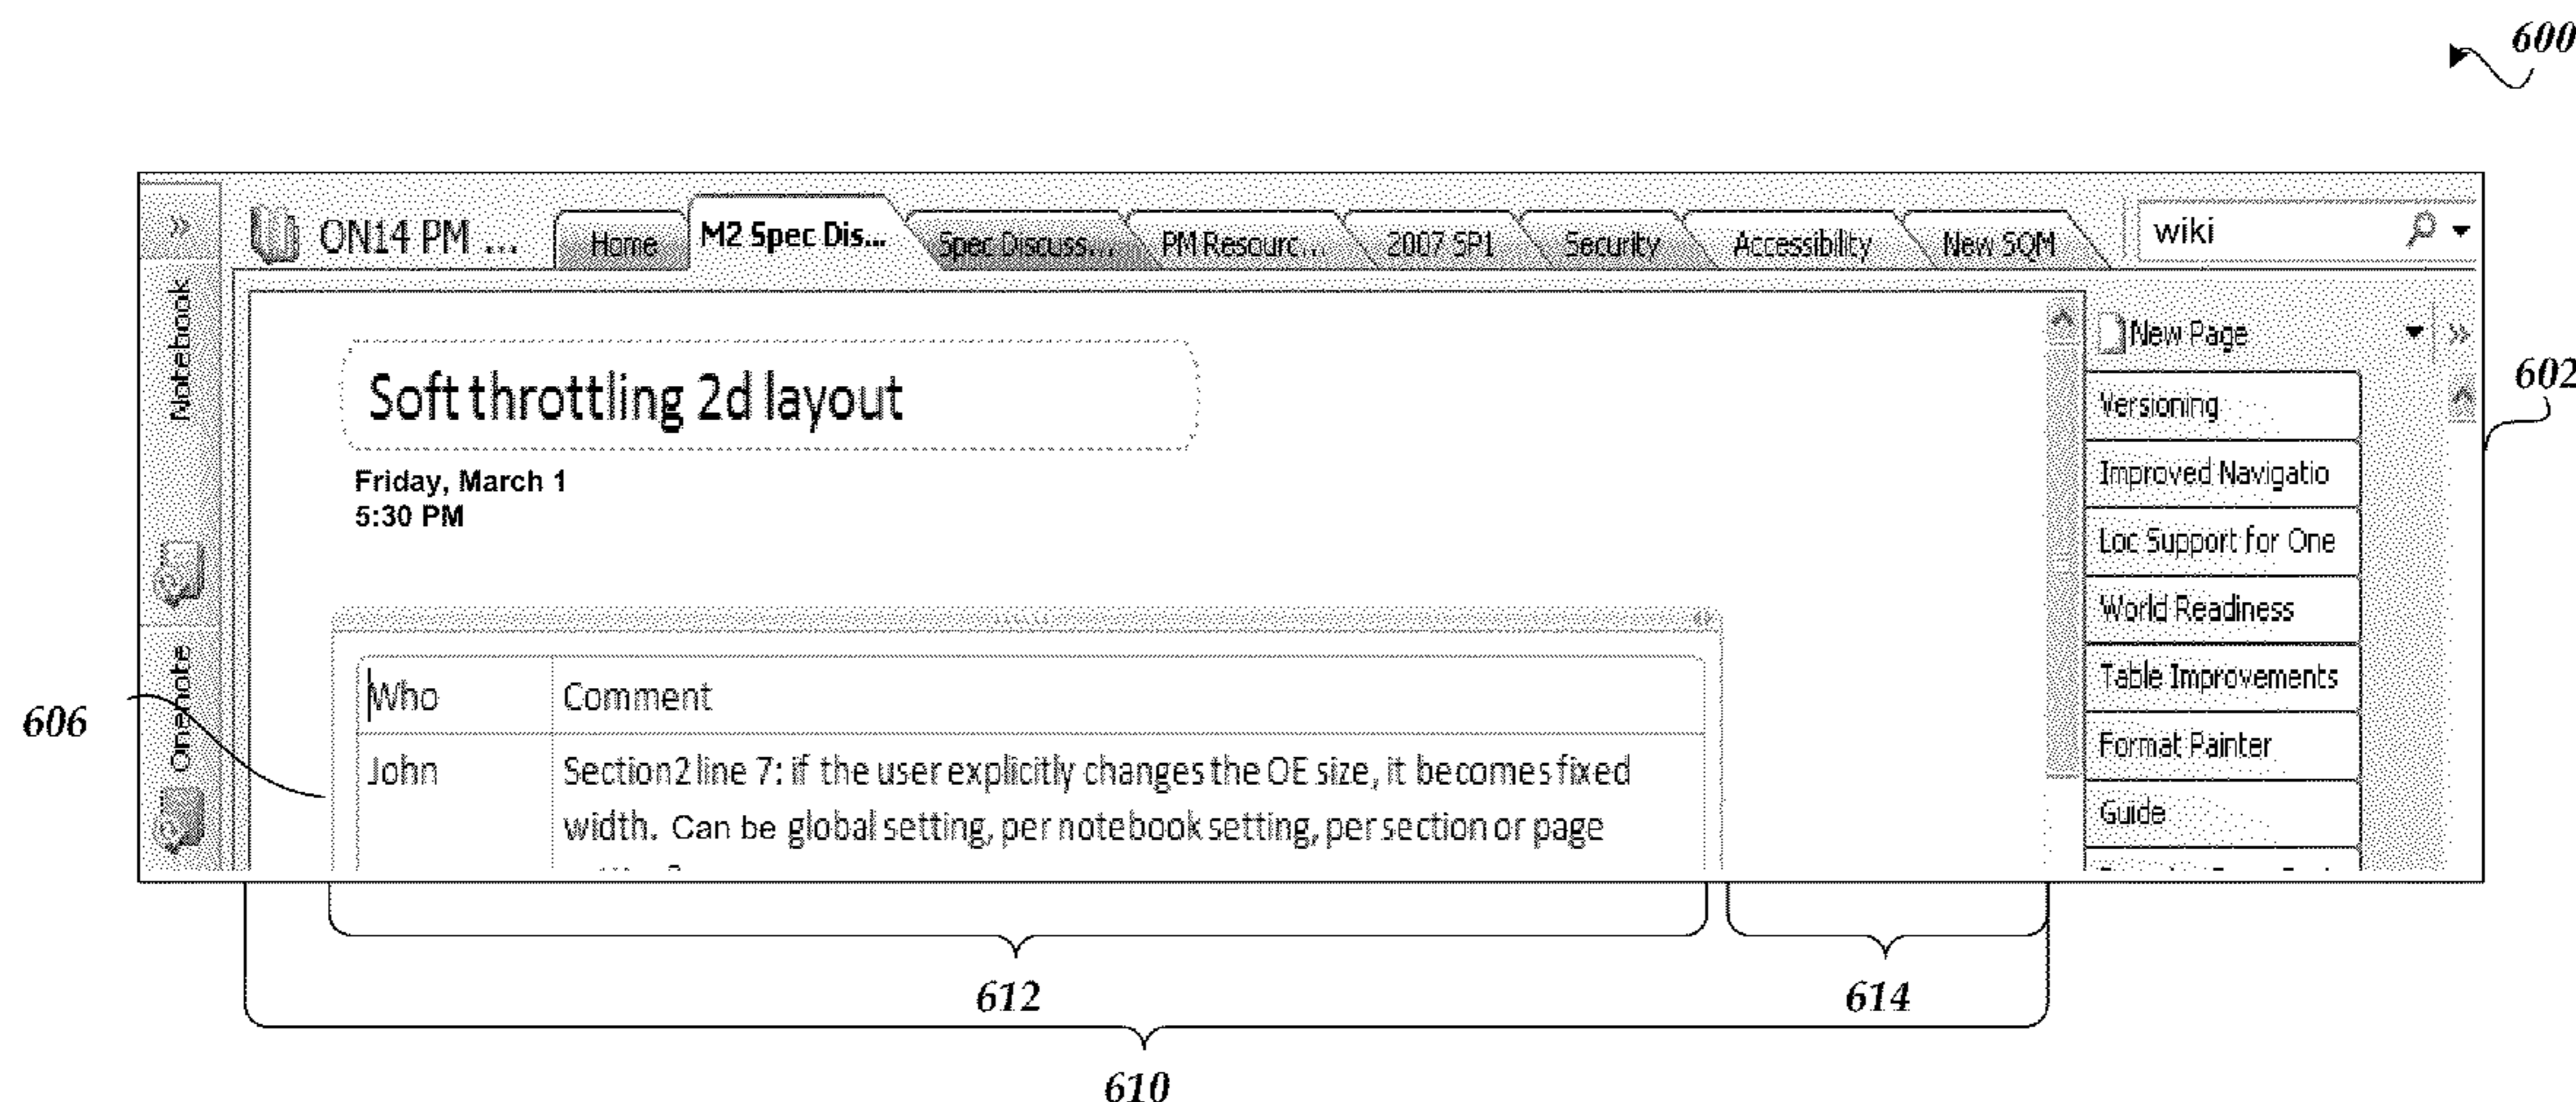 600
ON14 PM ...
Home
M2 Spec Dis...
Spec Discuss...
PM Resourc...
2007 SP1
Security
Accessibility
New SQM
wiki
Notebook
Onenote
Soft throttling 2d layout
Friday, March 1
5:30 PM
New Page
602
Versioning
Improved Navigatio
Loc Support for One
World Readiness
Table Improvements
Format Painter
Guide
606
Who
Comment
John
Section2 line 7: if the user explicitly changes the OE size, it becomes fixed
width. Can be global setting, per notebook setting, per section or page
612
614
610